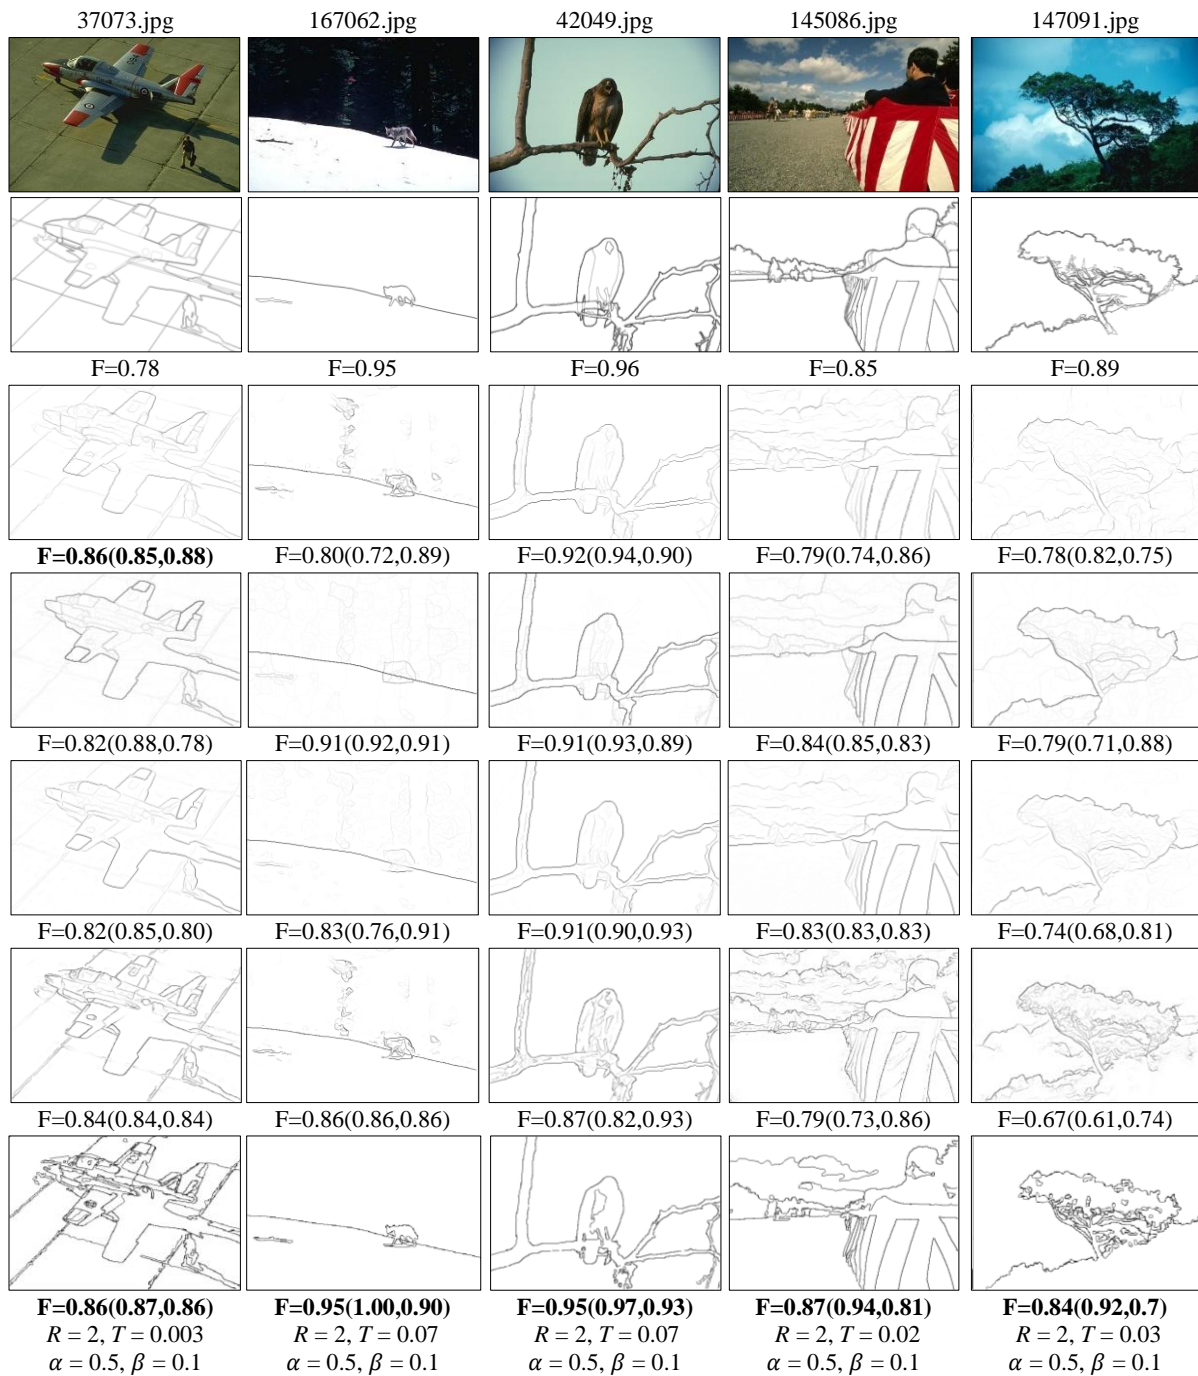 37073.jpg 167062.jpg 42049.jpg 145086.jpg 147091.jpg
F=0.78 F=0.95 F=0.96 F=0.85 F=0.89
F=0.86(0.85,0.88) F=0.80(0.72,0.89) F=0.92(0.94,0.90) F=0.79(0.74,0.86) F=0.78(0.82,0.75)
F=0.82(0.88,0.78) F=0.91(0.92,0.91) F=0.91(0.93,0.89) F=0.84(0.85,0.83) F=0.79(0.71,0.88)
F=0.82(0.85,0.80) F=0.83(0.76,0.91) F=0.91(0.90,0.93) F=0.83(0.83,0.83) F=0.74(0.68,0.81)
F=0.84(0.84,0.84) F=0.86(0.86,0.86) F=0.87(0.82,0.93) F=0.79(0.73,0.86) F=0.67(0.61,0.74)
F=0.86(0.87,0.86) F=0.95(1.00,0.90) F=0.95(0.97,0.93) F=0.87(0.94,0.81) F=0.84(0.92,0.7)
R = 2, T = 0.003 R = 2, T = 0.07 R = 2, T = 0.07 R = 2, T = 0.02 R = 2, T = 0.03
α = 0.5, β = 0.1 α = 0.5, β = 0.1 α = 0.5, β = 0.1 α = 0.5, β = 0.1 α = 0.5, β = 0.1